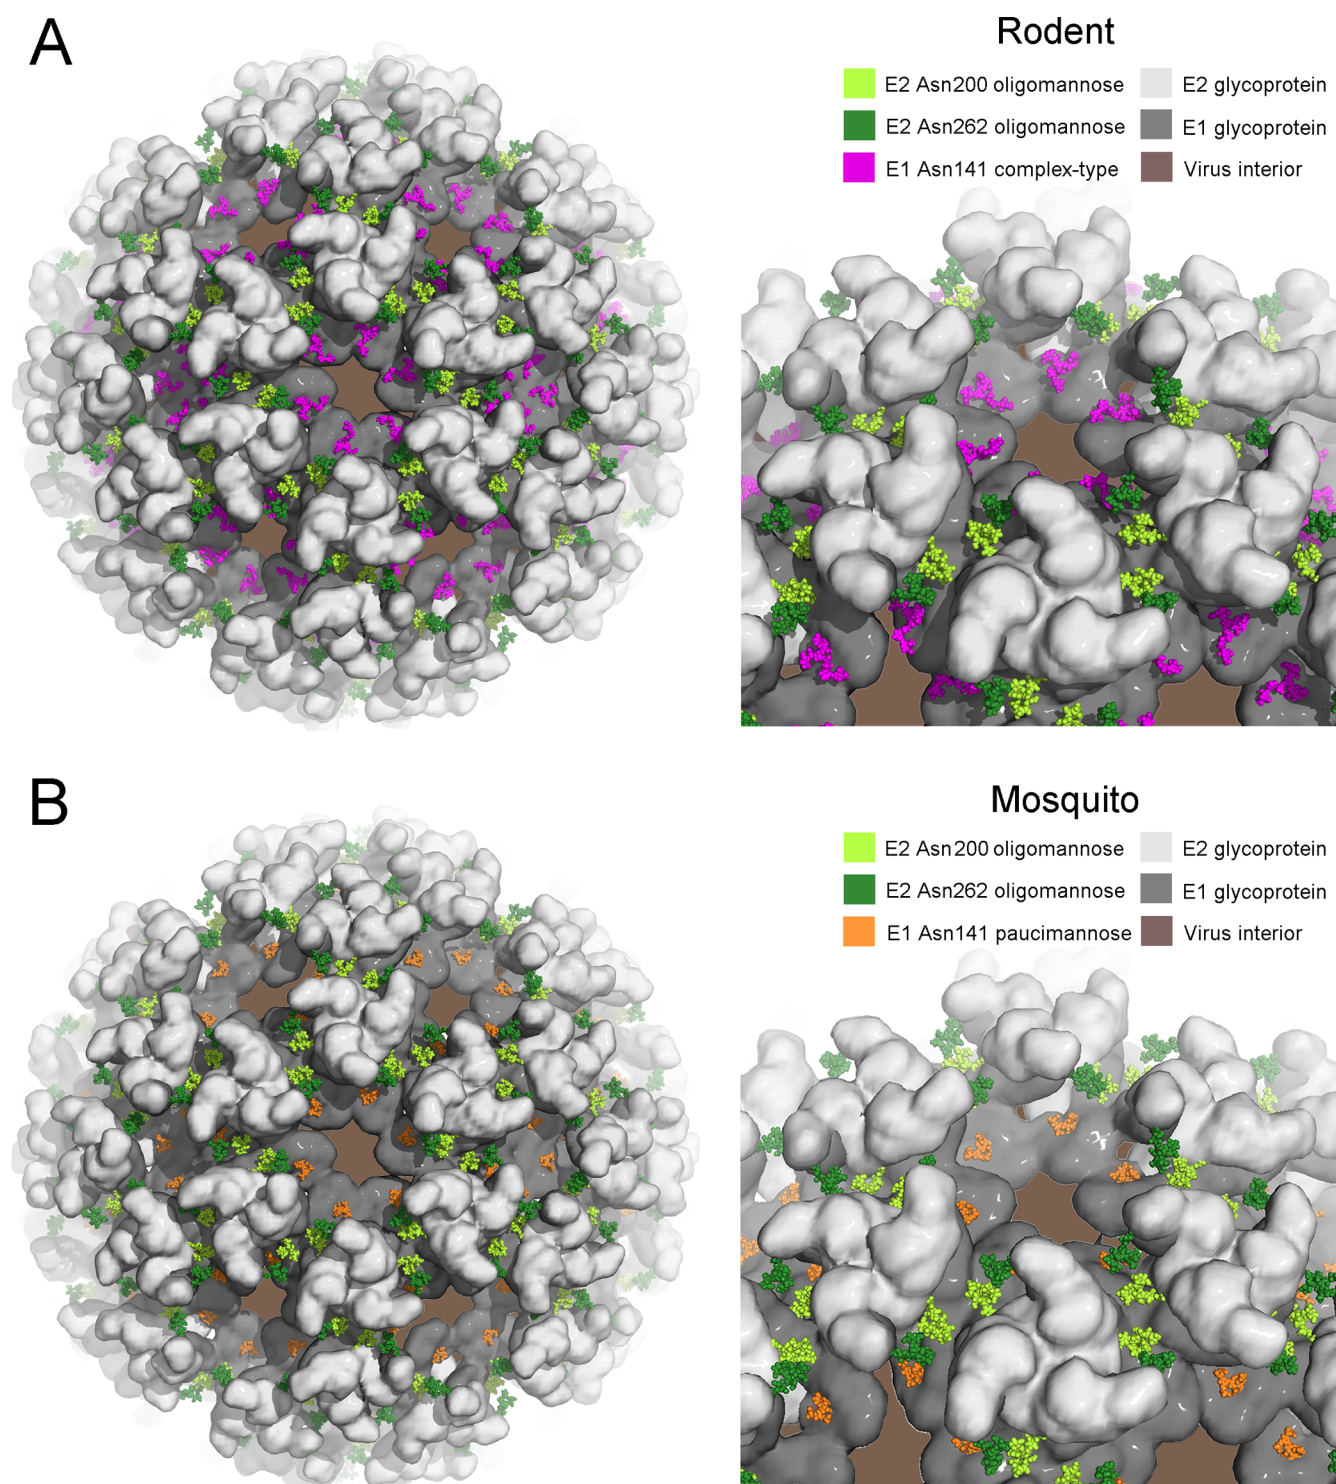 A
Rodent
E2 Asn200 oligomannose
E2 glycoprotein
E2 Asn262 oligomannose
E1 glycoprotein
E1 Asn141 complex-type
Virus interior
B
Mosquito
E2 Asn200 oligomannose
E2 glycoprotein
E2 Asn262 oligomannose
E1 glycoprotein
E1 Asn141 paucimannose
Virus interior